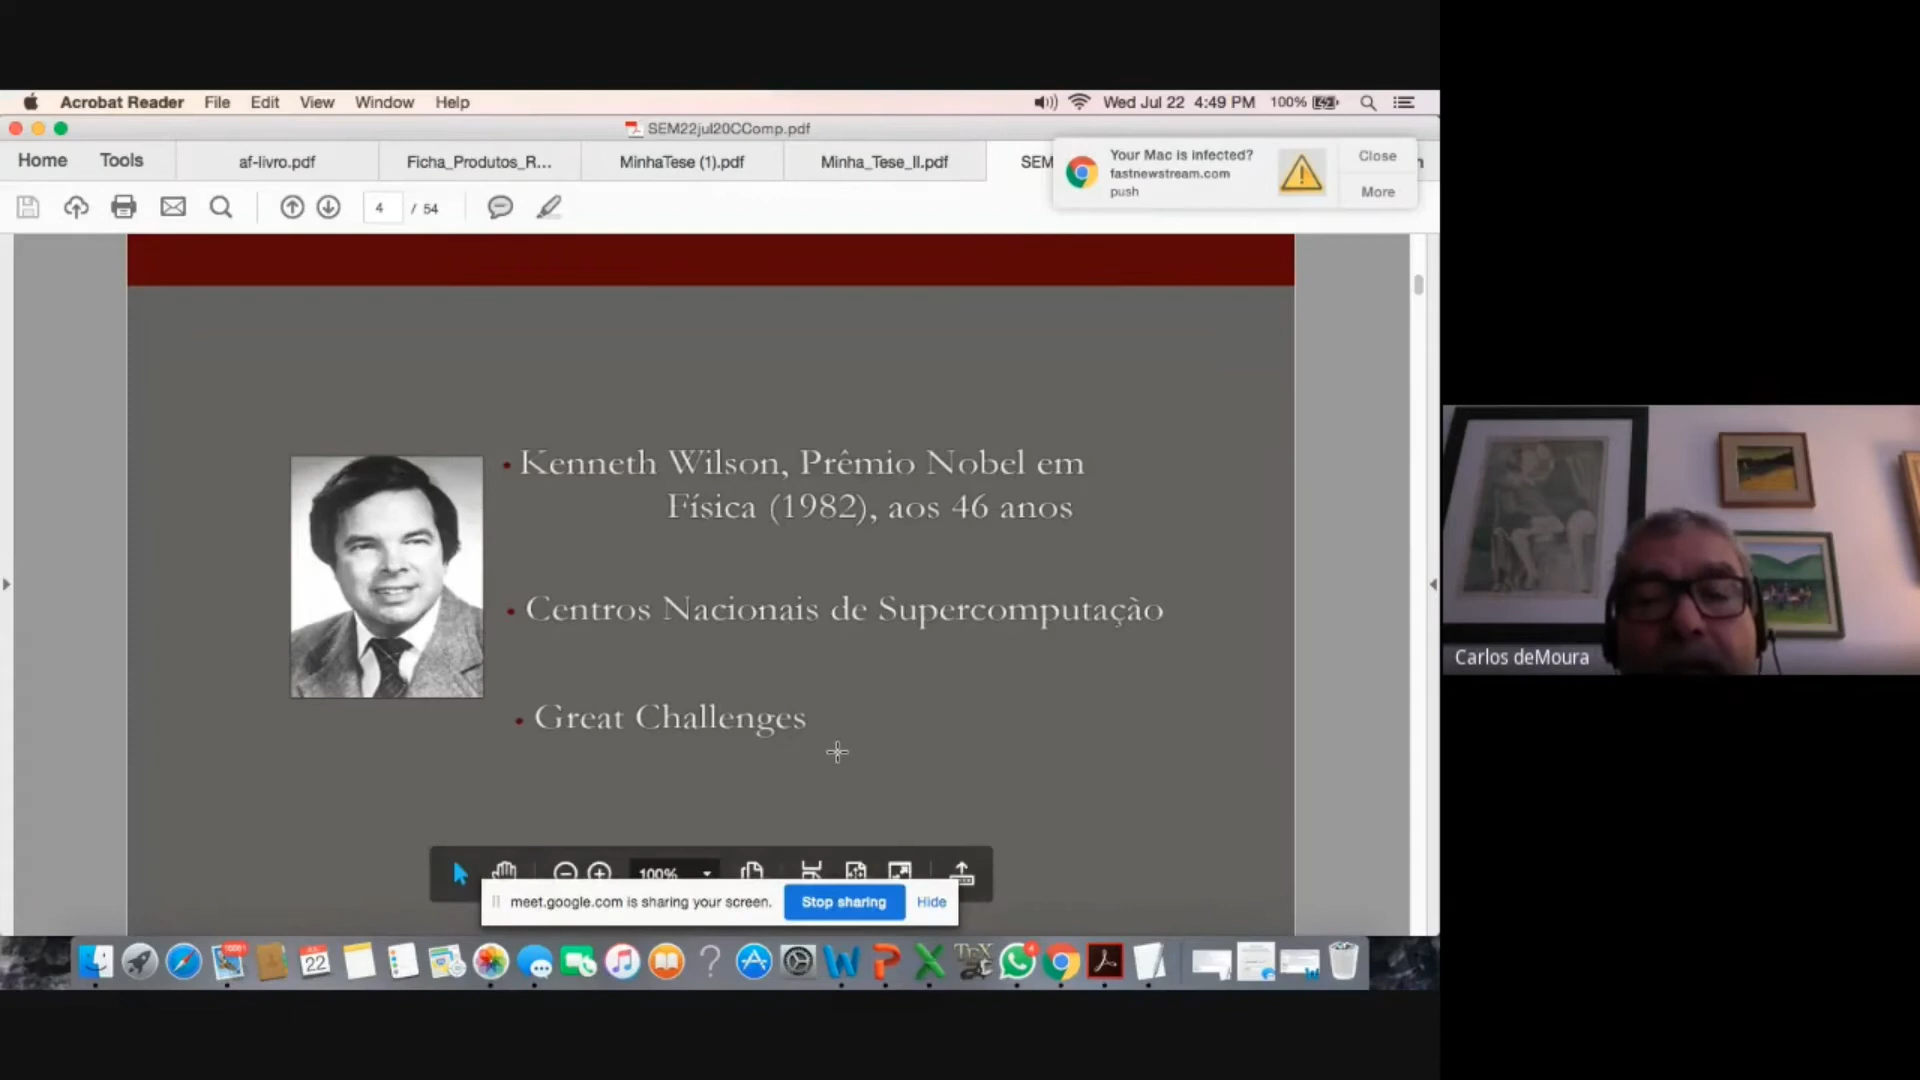 Acrobat Reader File Edit View Window Help
Wed Jul 22 4:49 PM 100%
SEM22jul20CComp.pdf
Home Tools af-livro.pdf Ficha_Produtos_R... MinhaTese (1).pdf Minha_Tese_II.pdf SEM
Your Mac is infected?
fastnewstream.com
push
Close
More
4 / 54
• Kenneth Wilson, Prêmio Nobel em
Física (1982), aos 46 anos
• Centros Nacionais de Supercomputação
• Great Challenges
Carlos deMoura
100%
meet.google.com is sharing your screen. Stop sharing Hide
22